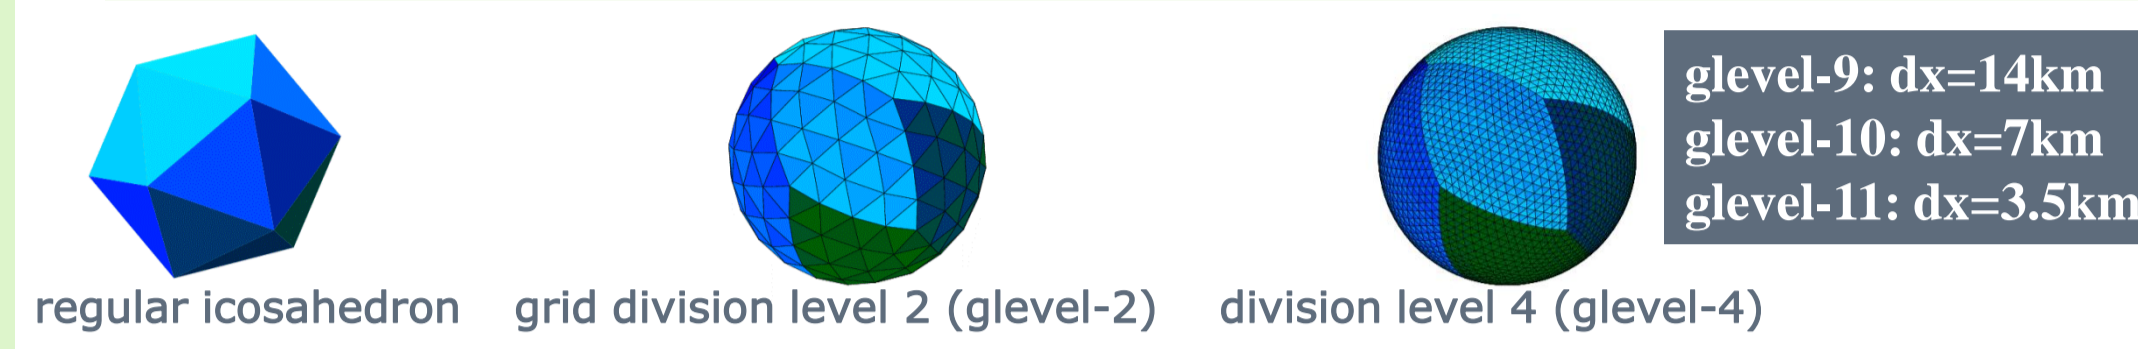 glevel-9: dx=14km
glevel-10: dx=7km
glevel-11: dx=3.5km
regular icosahedron
grid division level 2 (glevel-2)
division level 4 (glevel-4)